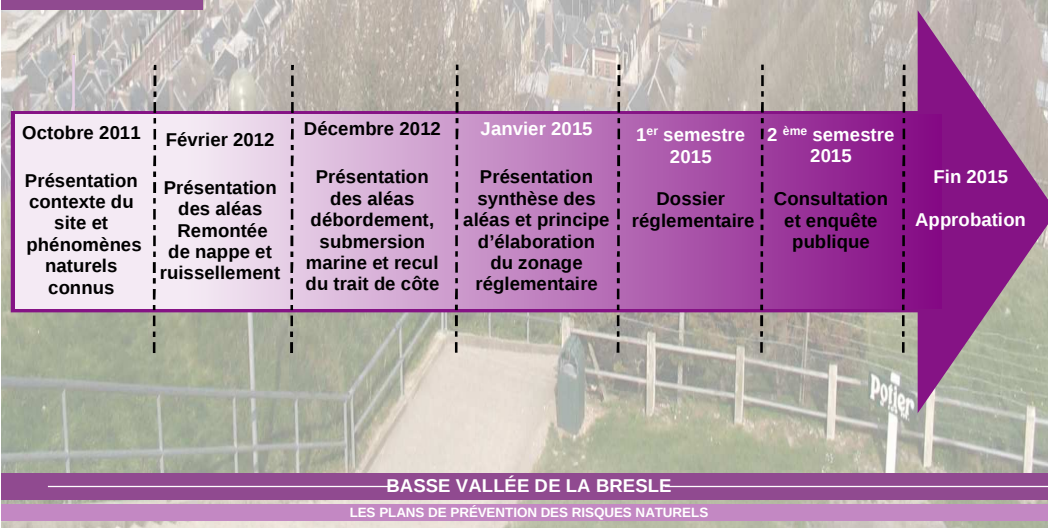 Octobre 2011
Présentation
contexte du
site et
phénomènes
naturels
connus
Février 2012
Présentation
des aléas
Remontée
de nappe et
ruissellement
Décembre 2012
Présentation
des aléas
débordement,
submersion
marine et recul
du trait de côte
Janvier 2015
Présentation
synthèse des
aléas et principe
d'élaboration
du zonage
réglementaire
1er semestre
2015
Dossier
réglementaire
2 ème semestre
2015
Consultation
et enquête
publique
Fin 2015
Approbation
Potier
BASSE VALLÉE DE LA BRESLE
LES PLANS DE PRÉVENTION DES RISQUES NATURELS